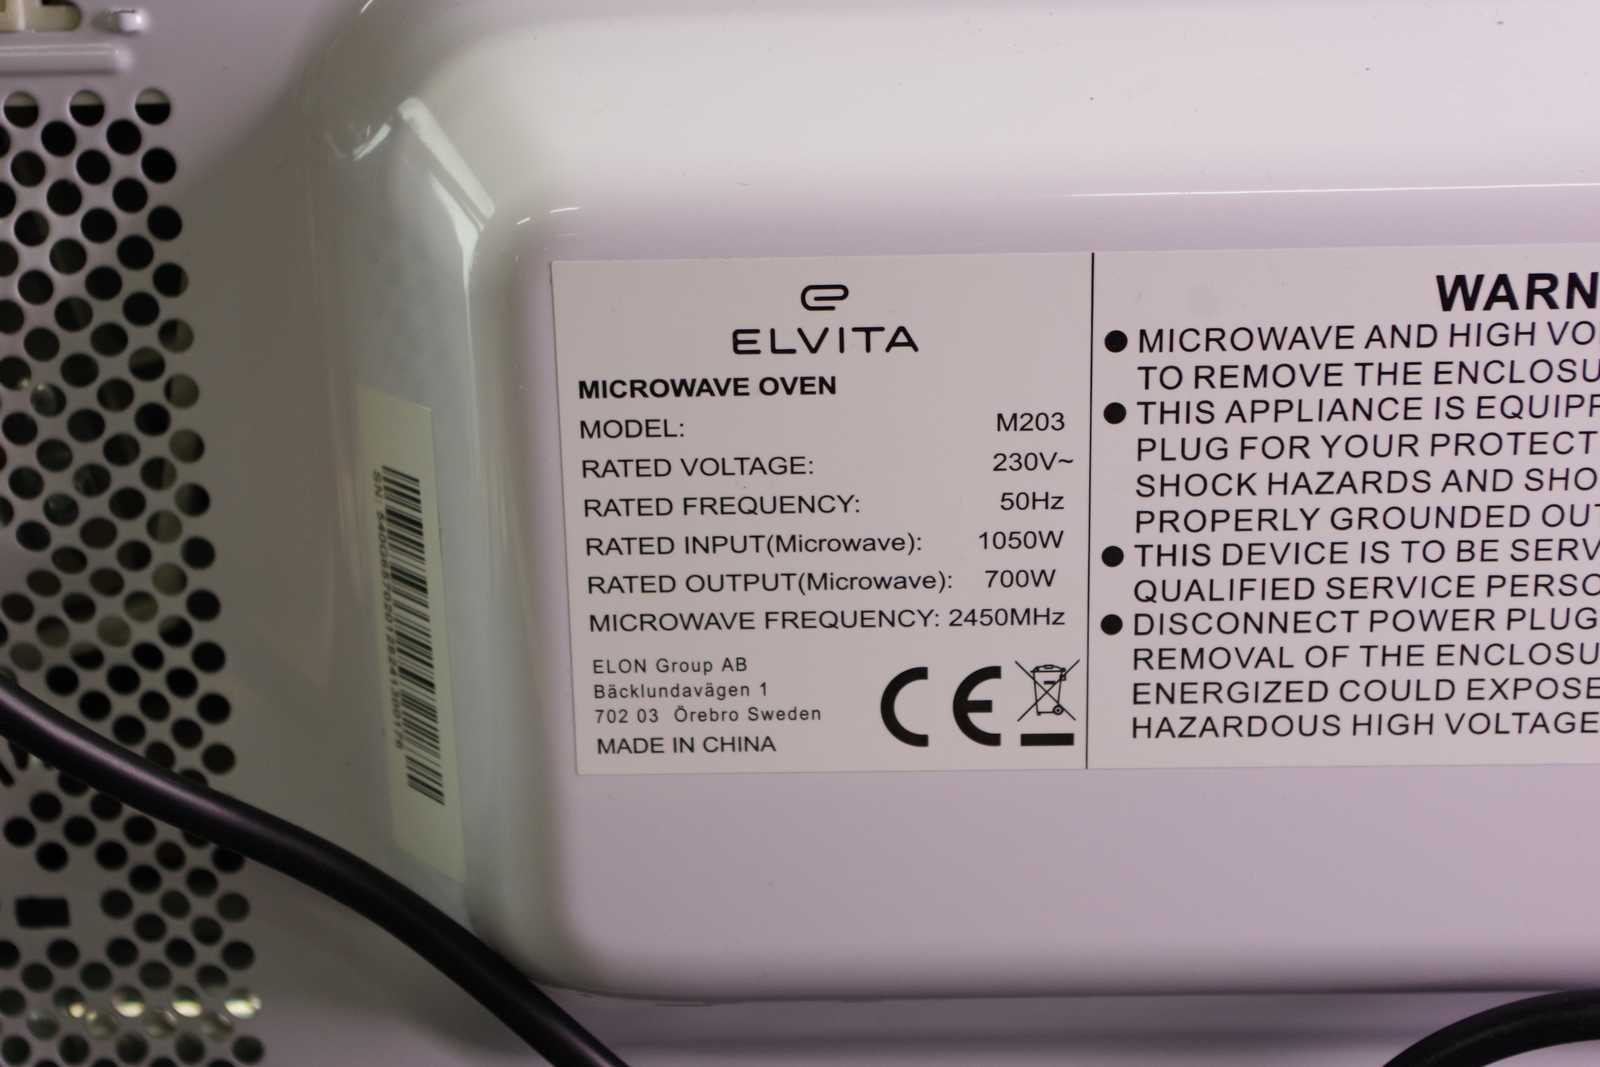 ELVITA
MICROWAVE OVEN
MODEL: M203
RATED VOLTAGE: 230V~
RATED FREQUENCY: 50Hz
RATED INPUT(Microwave): 1050W
RATED OUTPUT(Microwave): 700W
MICROWAVE FREQUENCY: 2450MHz
ELON Group AB
Bäcklundavägen 1
702 03 Örebro Sweden
MADE IN CHINA
CE
WARN
● MICROWAVE AND HIGH VO
TO REMOVE THE ENCLOSU
● THIS APPLIANCE IS EQUIPP
PLUG FOR YOUR PROTECT
SHOCK HAZARDS AND SHO
PROPERLY GROUNDED OUT
● THIS DEVICE IS TO BE SERV
QUALIFIED SERVICE PERSO
● DISCONNECT POWER PLUG
REMOVAL OF THE ENCLOSU
ENERGIZED COULD EXPOSE
HAZARDOUS HIGH VOLTAGE
SN: